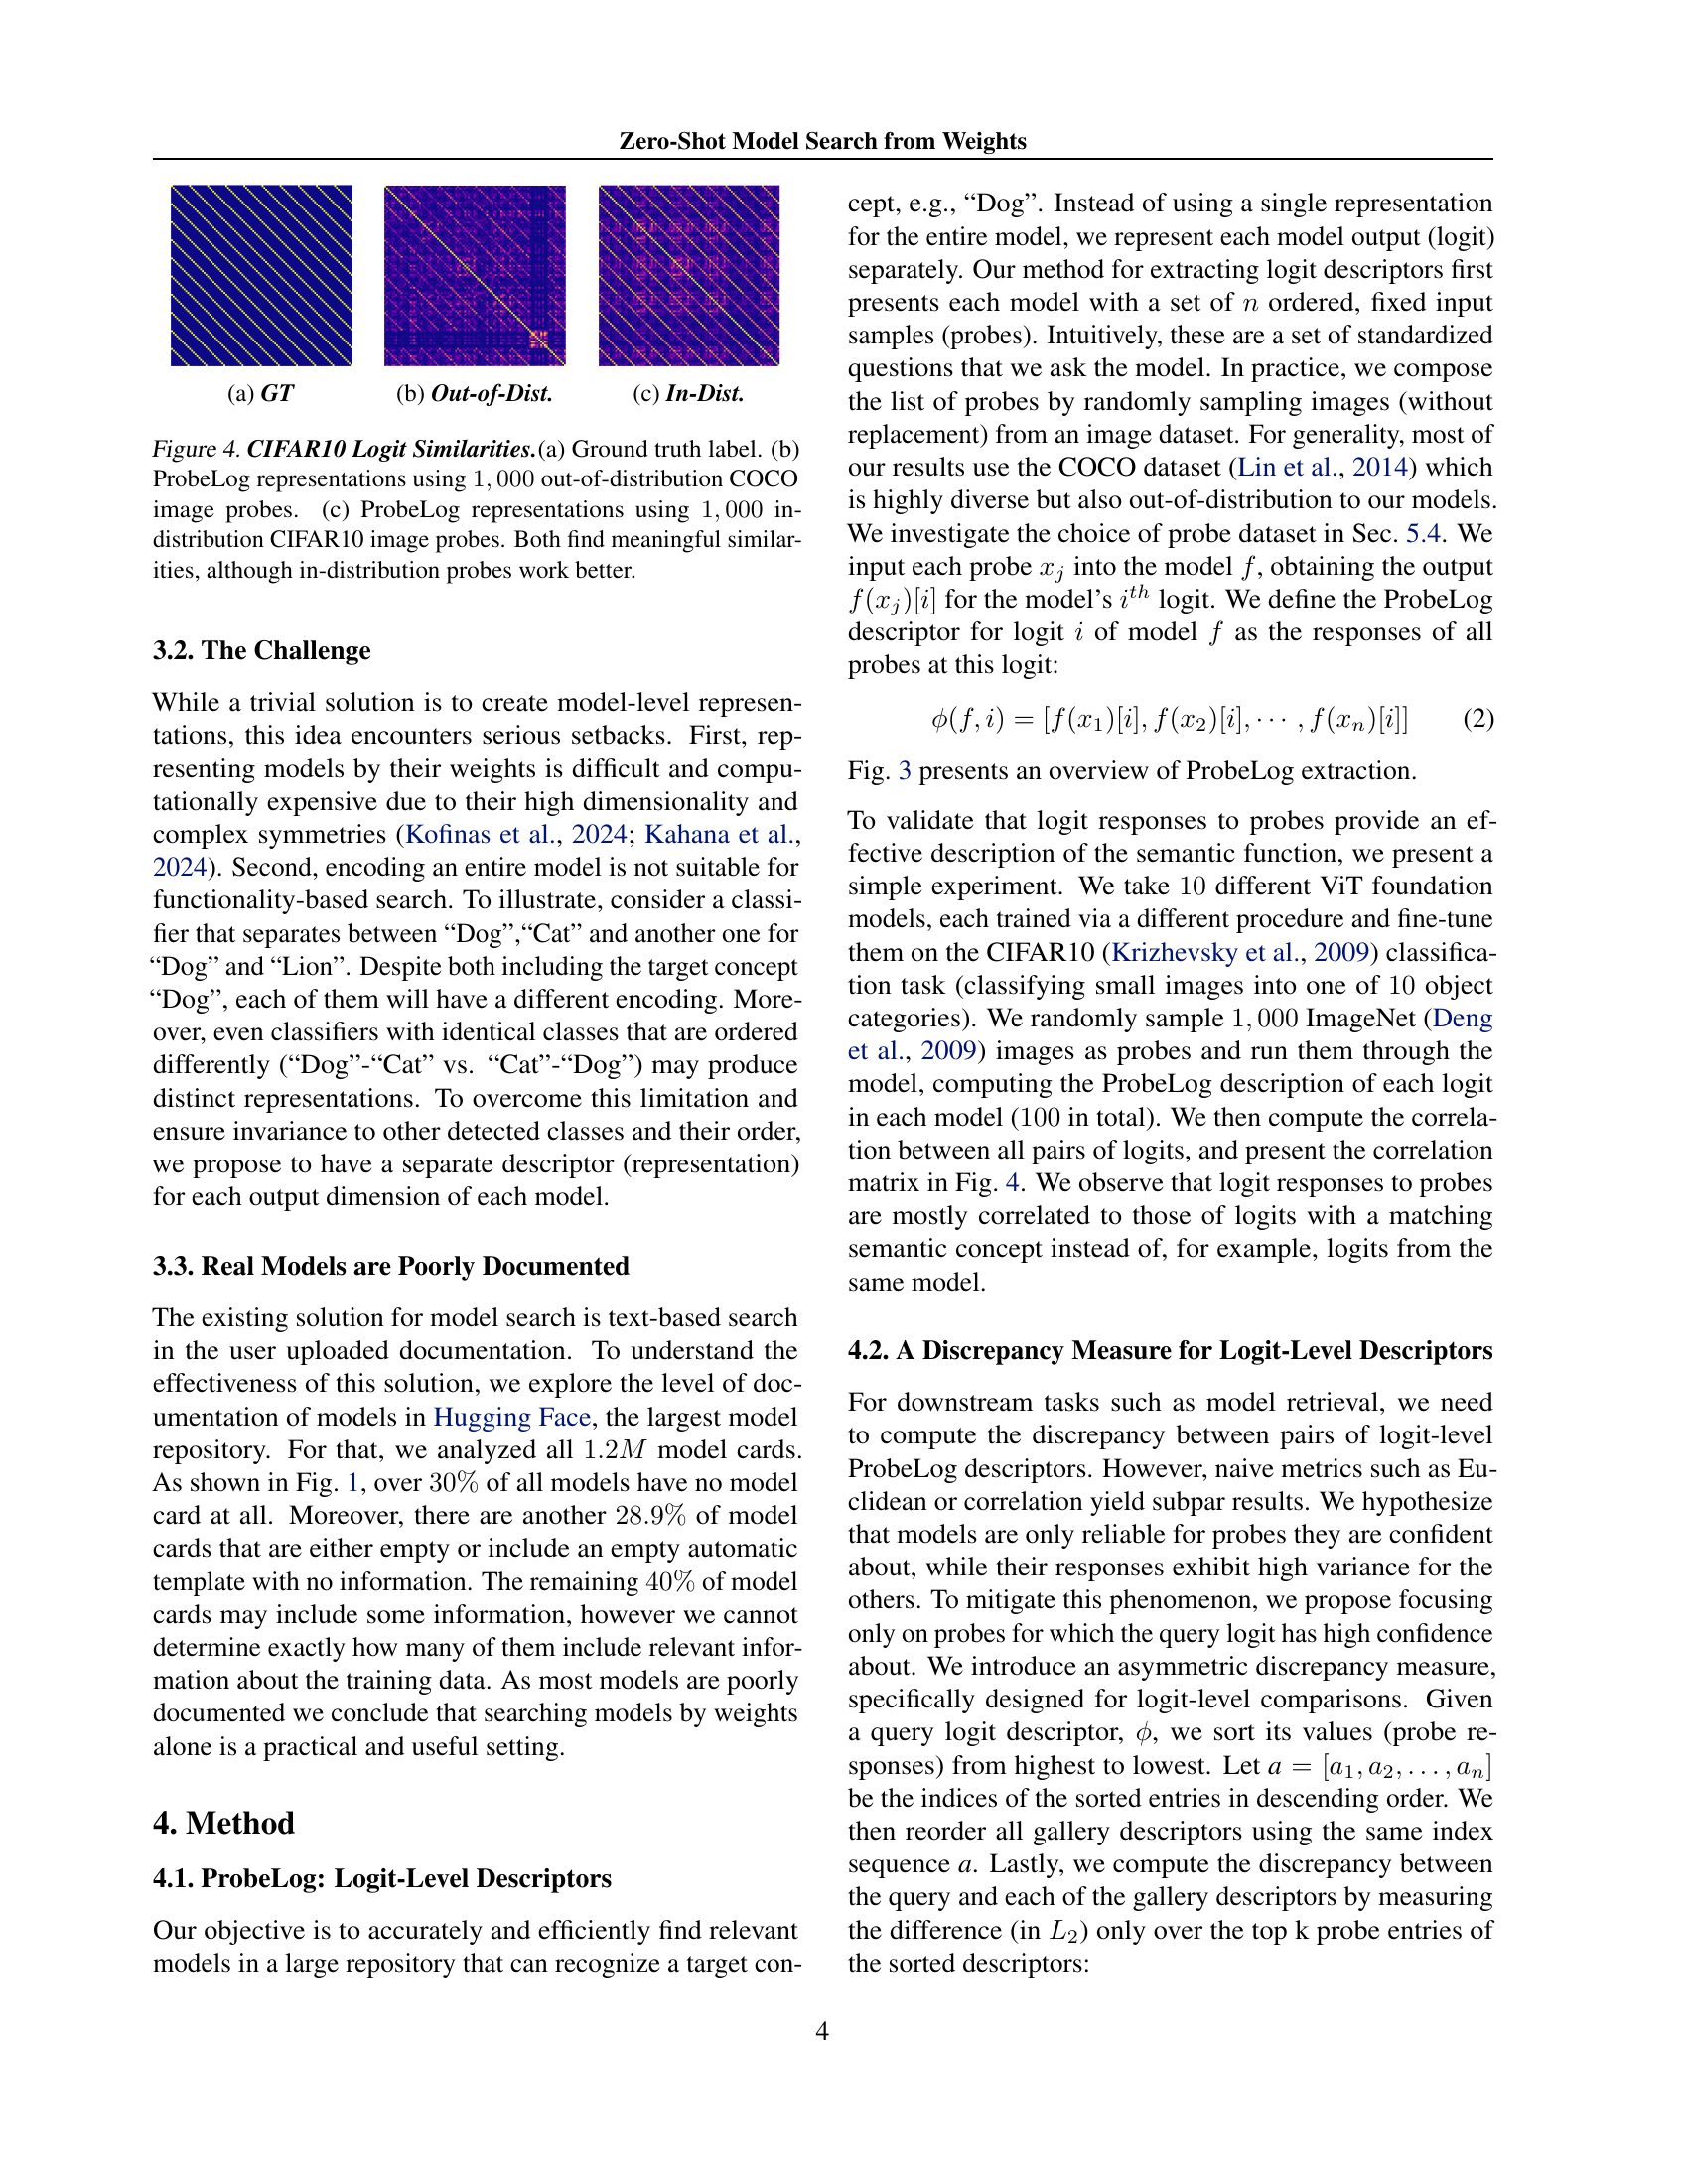 Zero-Shot Model Search from Weights
(a) GT
(b) Out-of-Dist.
(c) In-Dist.
Figure 4. CIFAR10 Logit Similarities.(a) Ground truth label. (b)
ProbeLog representations using 1, 000 out-of-distribution COCO
image probes. (c) ProbeLog representations using 1, 000 in-
distribution CIFAR10 image probes. Both find meaningful similar-
ities, although in-distribution probes work better.
3.2. The Challenge
While a trivial solution is to create model-level represen-
tations, this idea encounters serious setbacks. First, rep-
resenting models by their weights is difficult and compu-
tationally expensive due to their high dimensionality and
complex symmetries (Kofinas et al., 2024; Kahana et al.,
2024). Second, encoding an entire model is not suitable for
functionality-based search. To illustrate, consider a classi-
fier that separates between “Dog”,“Cat” and another one for
“Dog” and “Lion”. Despite both including the target concept
“Dog”, each of them will have a different encoding. More-
over, even classifiers with identical classes that are ordered
differently (“Dog”-“Cat” vs. “Cat”-“Dog”) may produce
distinct representations. To overcome this limitation and
ensure invariance to other detected classes and their order,
we propose to have a separate descriptor (representation)
for each output dimension of each model.
3.3. Real Models are Poorly Documented
The existing solution for model search is text-based search
in the user uploaded documentation. To understand the
effectiveness of this solution, we explore the level of doc-
umentation of models in Hugging Face, the largest model
repository. For that, we analyzed all 1.2M model cards.
As shown in Fig. 1, over 30% of all models have no model
card at all. Moreover, there are another 28.9% of model
cards that are either empty or include an empty automatic
template with no information. The remaining 40% of model
cards may include some information, however we cannot
determine exactly how many of them include relevant infor-
mation about the training data. As most models are poorly
documented we conclude that searching models by weights
alone is a practical and useful setting.
4. Method
4.1. ProbeLog: Logit-Level Descriptors
Our objective is to accurately and efficiently find relevant
models in a large repository that can recognize a target con-
cept, e.g., “Dog”. Instead of using a single representation
for the entire model, we represent each model output (logit)
separately. Our method for extracting logit descriptors first
presents each model with a set of n ordered, fixed input
samples (probes). Intuitively, these are a set of standardized
questions that we ask the model. In practice, we compose
the list of probes by randomly sampling images (without
replacement) from an image dataset. For generality, most of
our results use the COCO dataset (Lin et al., 2014) which
is highly diverse but also out-of-distribution to our models.
We investigate the choice of probe dataset in Sec. 5.4. We
input each probe x_j into the model f, obtaining the output
f(x_j)[i] for the model’s i^{th} logit. We define the ProbeLog
descriptor for logit i of model f as the responses of all
probes at this logit:
ϕ(f, i) = [f(x_1)[i], f(x_2)[i], · · · , f(x_n)[i]] (2)
Fig. 3 presents an overview of ProbeLog extraction.
To validate that logit responses to probes provide an ef-
fective description of the semantic function, we present a
simple experiment. We take 10 different ViT foundation
models, each trained via a different procedure and fine-tune
them on the CIFAR10 (Krizhevsky et al., 2009) classifica-
tion task (classifying small images into one of 10 object
categories). We randomly sample 1, 000 ImageNet (Deng
et al., 2009) images as probes and run them through the
model, computing the ProbeLog description of each logit
in each model (100 in total). We then compute the correla-
tion between all pairs of logits, and present the correlation
matrix in Fig. 4. We observe that logit responses to probes
are mostly correlated to those of logits with a matching
semantic concept instead of, for example, logits from the
same model.
4.2. A Discrepancy Measure for Logit-Level Descriptors
For downstream tasks such as model retrieval, we need
to compute the discrepancy between pairs of logit-level
ProbeLog descriptors. However, naive metrics such as Eu-
clidean or correlation yield subpar results. We hypothesize
that models are only reliable for probes they are confident
about, while their responses exhibit high variance for the
others. To mitigate this phenomenon, we propose focusing
only on probes for which the query logit has high confidence
about. We introduce an asymmetric discrepancy measure,
specifically designed for logit-level comparisons. Given
a query logit descriptor, ϕ, we sort its values (probe re-
sponses) from highest to lowest. Let a = [a_1, a_2, . . . , a_n]
be the indices of the sorted entries in descending order. We
then reorder all gallery descriptors using the same index
sequence a. Lastly, we compute the discrepancy between
the query and each of the gallery descriptors by measuring
the difference (in L_2) only over the top k probe entries of
the sorted descriptors:
4